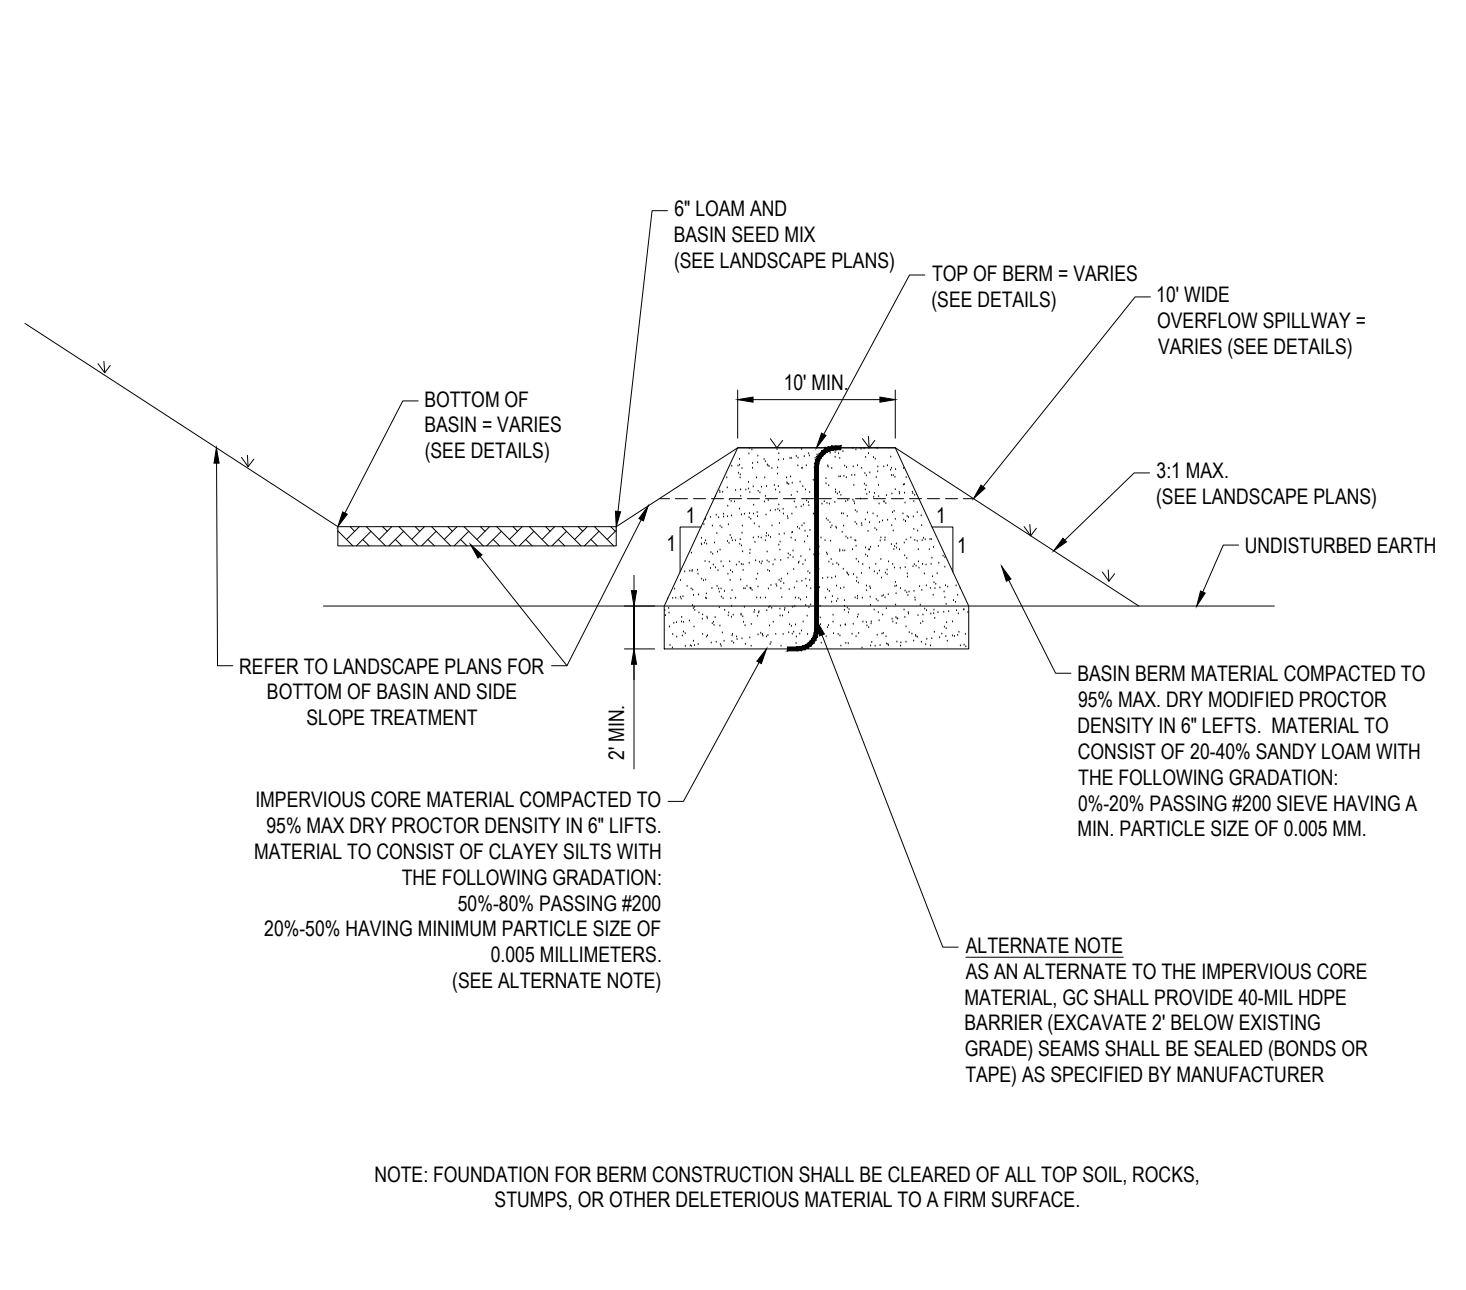 6" LOAM AND
BASIN SEED MIX
(SEE LANDSCAPE PLANS)
TOP OF BERM = VARIES
(SEE DETAILS)
10' WIDE
OVERFLOW SPILLWAY =
VARIES (SEE DETAILS)
10' MIN.
BOTTOM OF
BASIN = VARIES
(SEE DETAILS)
3:1 MAX.
(SEE LANDSCAPE PLANS)
1
1
1
1
UNDISTURBED EARTH
REFER TO LANDSCAPE PLANS FOR
BOTTOM OF BASIN AND SIDE
SLOPE TREATMENT
2' MIN.
BASIN BERM MATERIAL COMPACTED TO
95% MAX. DRY MODIFIED PROCTOR
DENSITY IN 6" LEFTS. MATERIAL TO
CONSIST OF 20-40% SANDY LOAM WITH
THE FOLLOWING GRADATION:
0%-20% PASSING #200 SIEVE HAVING A
MIN. PARTICLE SIZE OF 0.005 MM.
IMPERVIOUS CORE MATERIAL COMPACTED TO
95% MAX DRY PROCTOR DENSITY IN 6" LIFTS.
MATERIAL TO CONSIST OF CLAYEY SILTS WITH
THE FOLLOWING GRADATION:
50%-80% PASSING #200
20%-50% HAVING MINIMUM PARTICLE SIZE OF
0.005 MILLIMETERS.
(SEE ALTERNATE NOTE)
ALTERNATE NOTE
AS AN ALTERNATE TO THE IMPERVIOUS CORE
MATERIAL, GC SHALL PROVIDE 40-MIL HDPE
BARRIER (EXCAVATE 2' BELOW EXISTING
GRADE) SEAMS SHALL BE SEALED (BONDS OR
TAPE) AS SPECIFIED BY MANUFACTURER
NOTE: FOUNDATION FOR BERM CONSTRUCTION SHALL BE CLEARED OF ALL TOP SOIL, ROCKS,
STUMPS, OR OTHER DELETERIOUS MATERIAL TO A FIRM SURFACE.